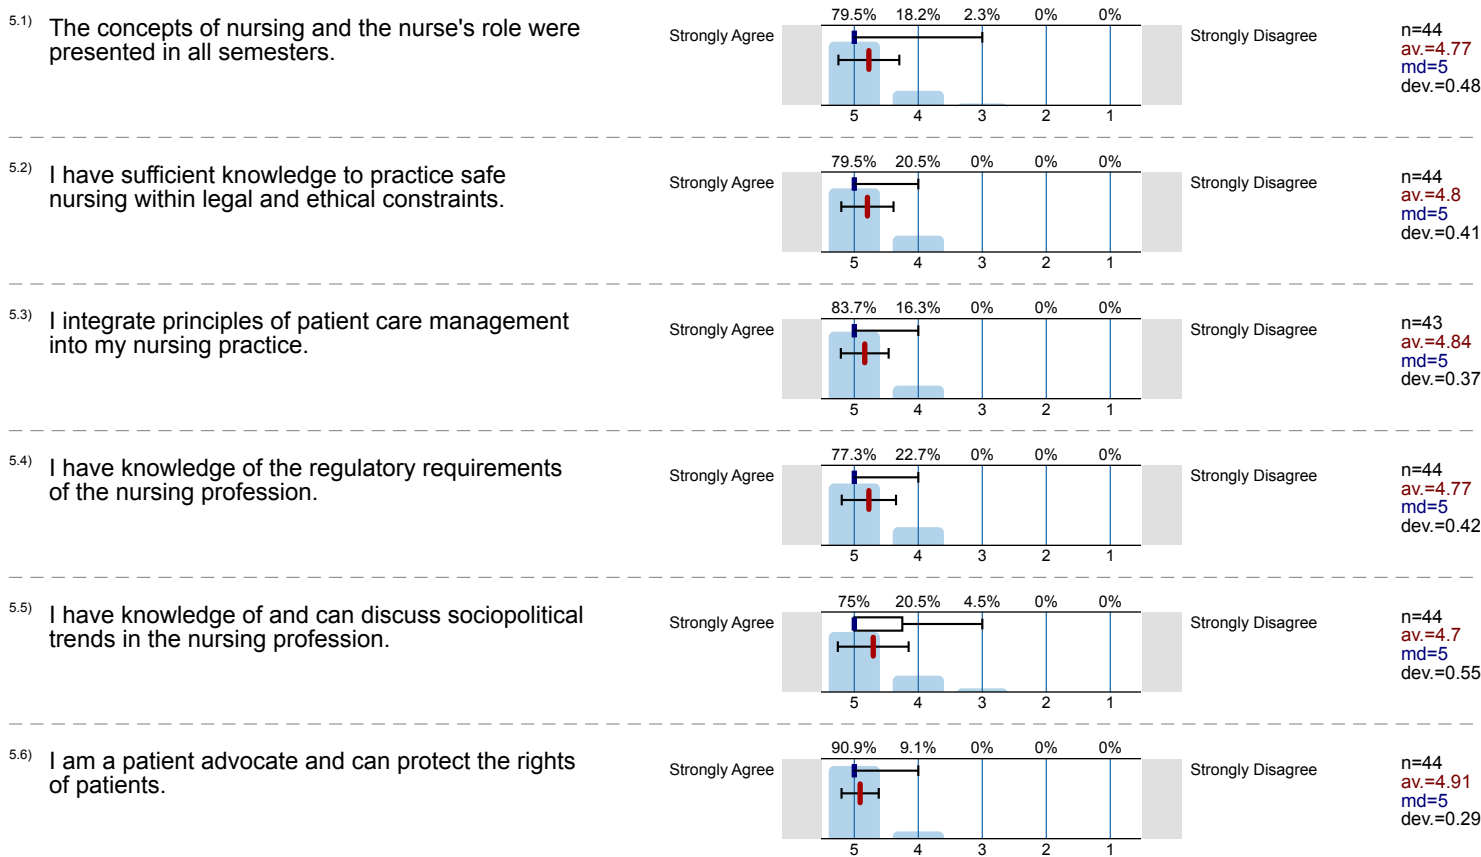 5.1) The concepts of nursing and the nurse's role were
presented in all semesters.
Strongly Agree
79.5% 18.2% 2.3% 0% 0%
5 4 3 2 1
Strongly Disagree
n=44
av.=4.77
md=5
dev.=0.48
5.2) I have sufficient knowledge to practice safe
nursing within legal and ethical constraints.
Strongly Agree
79.5% 20.5% 0% 0% 0%
5 4 3 2 1
Strongly Disagree
n=44
av.=4.8
md=5
dev.=0.41
5.3) I integrate principles of patient care management
into my nursing practice.
Strongly Agree
83.7% 16.3% 0% 0% 0%
5 4 3 2 1
Strongly Disagree
n=43
av.=4.84
md=5
dev.=0.37
5.4) I have knowledge of the regulatory requirements
of the nursing profession.
Strongly Agree
77.3% 22.7% 0% 0% 0%
5 4 3 2 1
Strongly Disagree
n=44
av.=4.77
md=5
dev.=0.42
5.5) I have knowledge of and can discuss sociopolitical
trends in the nursing profession.
Strongly Agree
75% 20.5% 4.5% 0% 0%
5 4 3 2 1
Strongly Disagree
n=44
av.=4.7
md=5
dev.=0.55
5.6) I am a patient advocate and can protect the rights
of patients.
Strongly Agree
90.9% 9.1% 0% 0% 0%
5 4 3 2 1
Strongly Disagree
n=44
av.=4.91
md=5
dev.=0.29